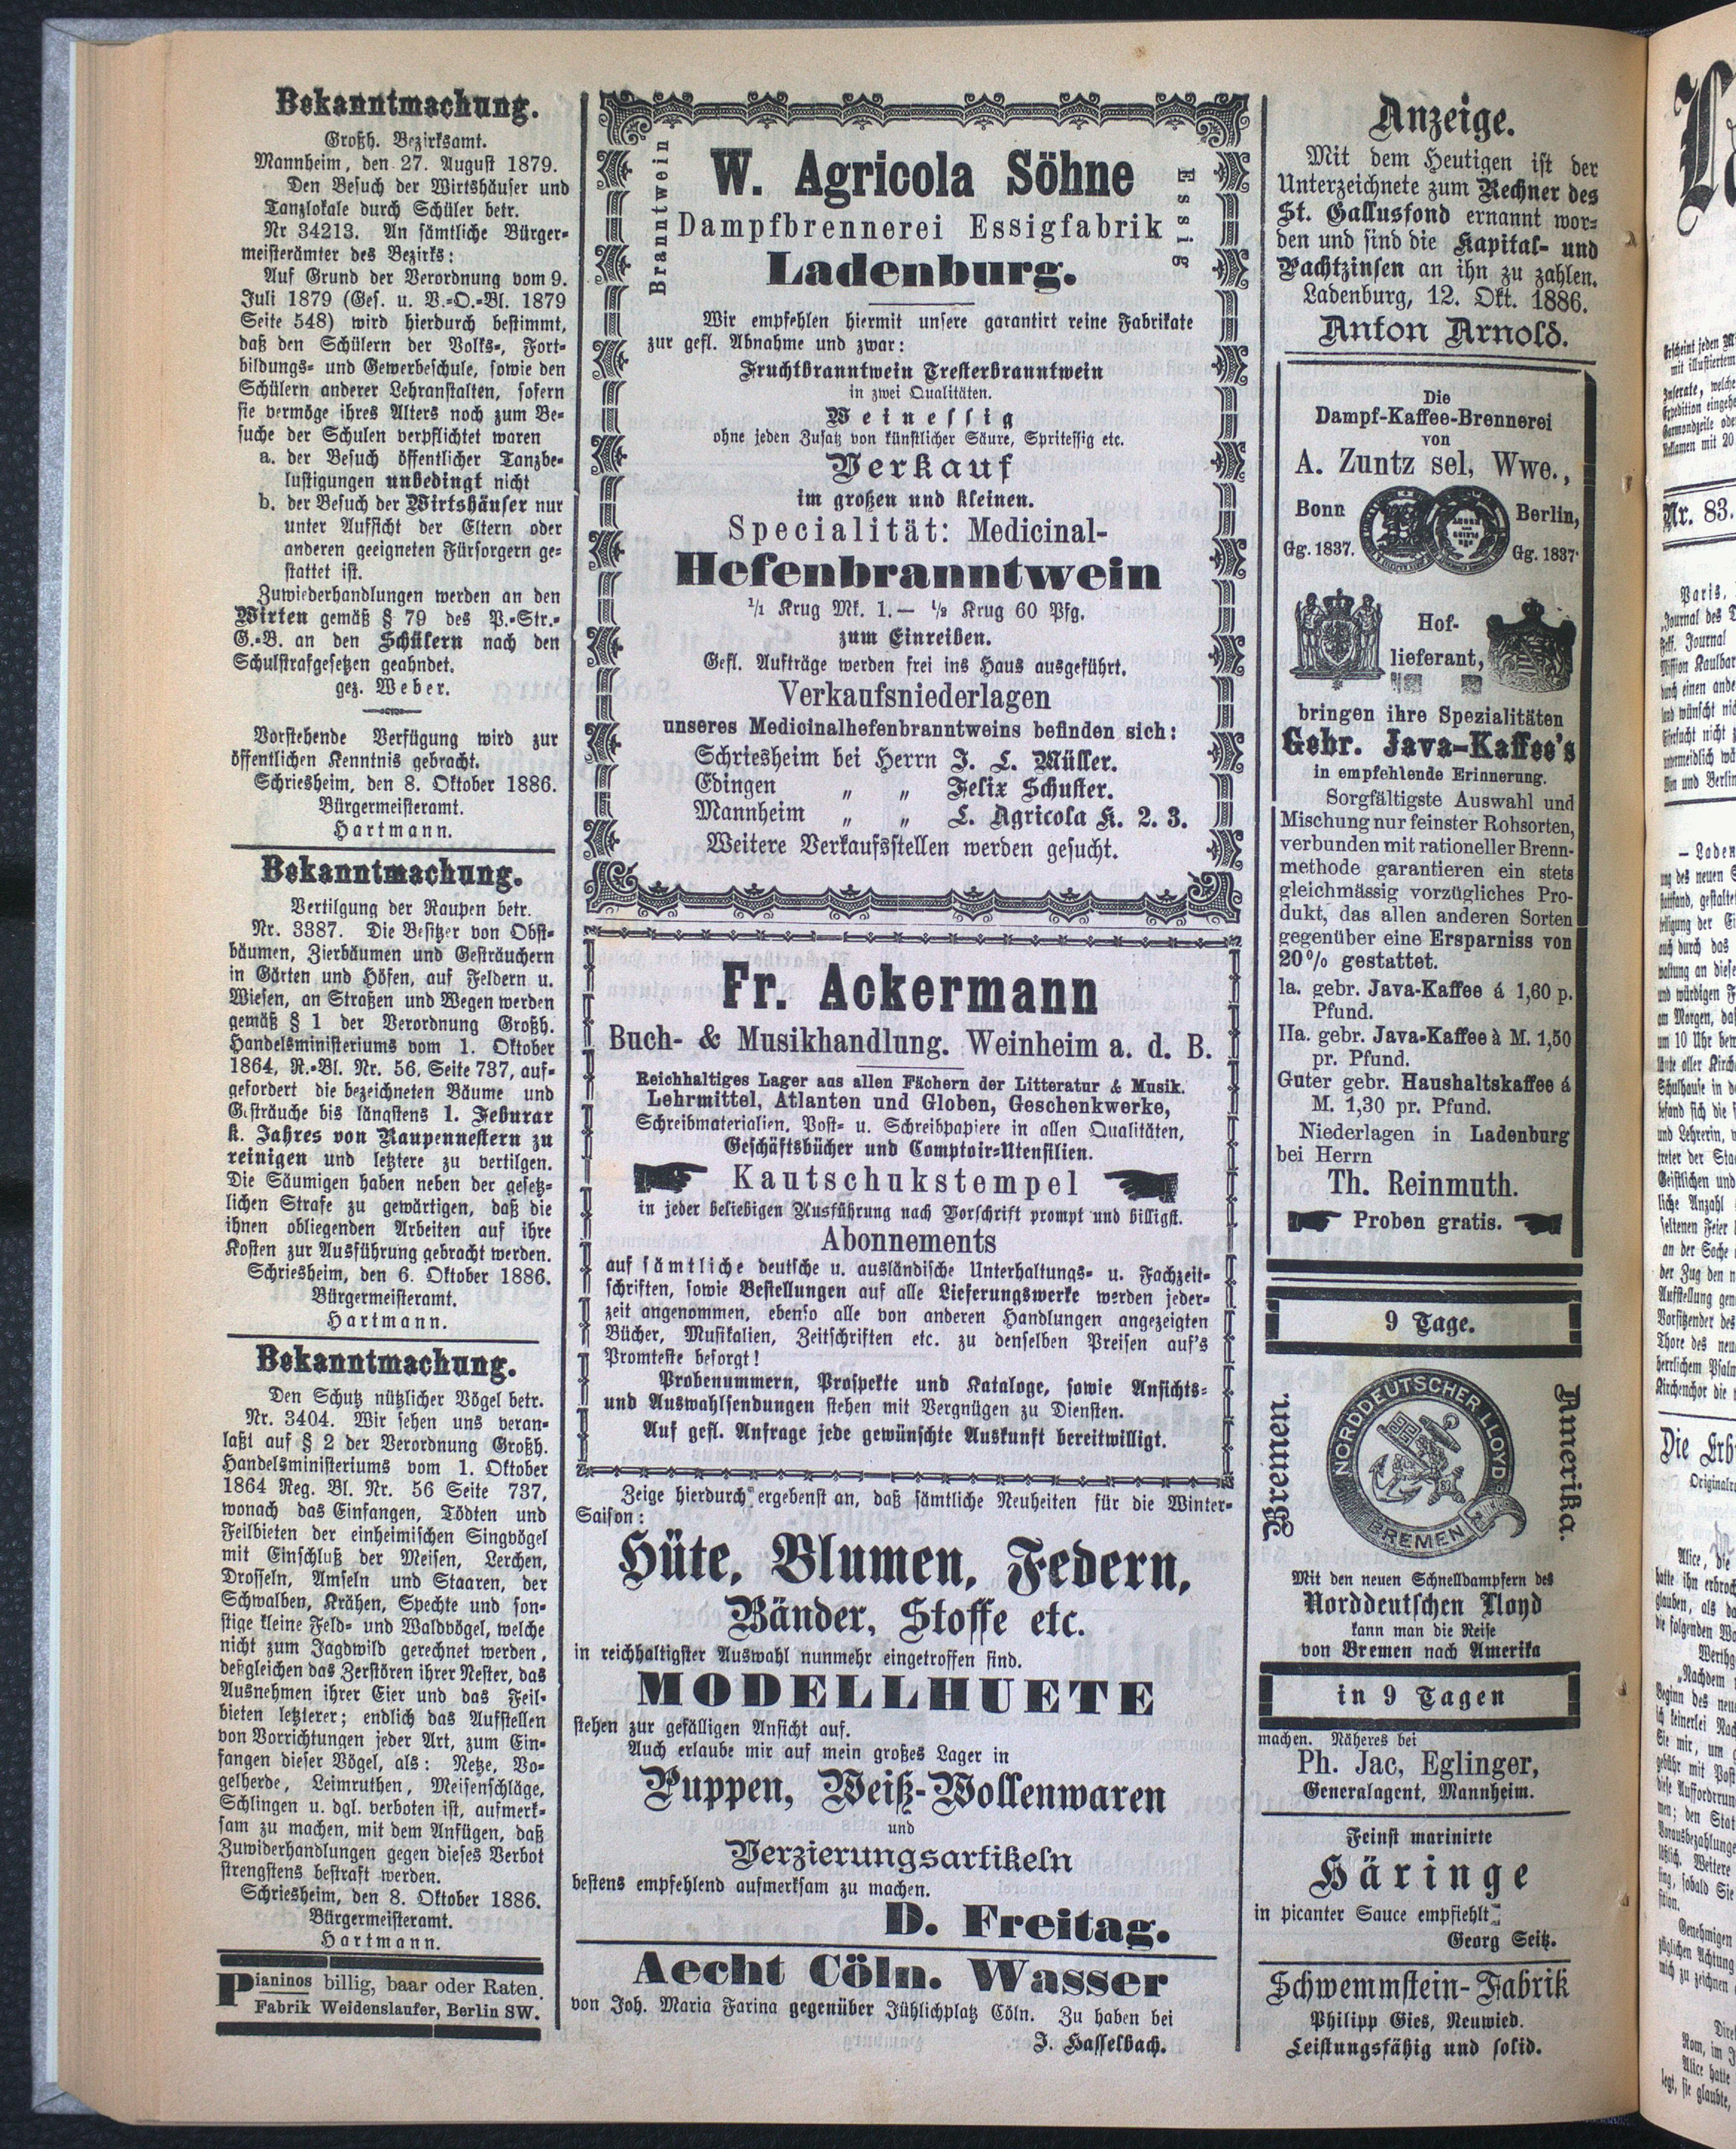 Bekanntmachung.
Großh. Bezirksamt.
Mannheim, den 27. August 1879.
Den Besuch der Wirtshäuser und
Tanzlokale durch Schüler betr.
Nr 34213. An sämtliche Bürger-
meisterämter des Bezirks:
Auf Grund der Verordnung vom 9.
Juli 1879 (Ges. u. V.-O.-Bl. 1879
Seite 548) wird hierdurch bestimmt,
daß den Schülern der Volks-, Fort-
bildungs- und Gewerbeschule, sowie den
Schülern anderer Lehranstalten, sofern
sie vermöge ihres Alters noch zum Be-
suche der Schulen verpflichtet waren
a. der Besuch öffentlicher Tanzbe-
lustigungen unbedingt nicht
b. der Besuch der Wirtshäuser nur
unter Aufsicht der Eltern oder
anderen geeigneten Fürsorgern ge-
stattet ist.
Zuwiederhandlungen werden an den
Wirten gemäß § 79 des P.-Str.-
G.-B. an den Schülern nach den
Schulstrafgesetzen geahndet.
gez. Weber.
Vorstehende Verfügung wird zur
öffentlichen Kenntnis gebracht.
Schriesheim, den 8. Oktober 1886.
Bürgermeisteramt.
Hartmann.
Bekanntmachung.
Vertilgung der Raupen betr.
Nr. 3387. Die Besitzer von Obst-
bäumen, Zierbäumen und Gesträuchern
in Gärten und Höfen, auf Feldern u.
Wiesen, an Straßen und Wegen werden
gemäß § 1 der Verordnung Großh.
Handelsministeriums vom 1. Oktober
1864, R.-Bl. Nr. 56, Seite 737, auf-
gefordert die bezeichneten Bäume und
Gesträuche bis längstens 1. Feburar
k. Jahres von Raupennestern zu
reinigen und letztere zu vertilgen.
Die Säumigen haben neben der gesetz-
lichen Strafe zu gewärtigen, daß die
ihnen obliegenden Arbeiten auf ihre
Kosten zur Ausführung gebracht werden.
Schriesheim, den 6. Oktober 1886.
Bürgermeisteramt.
Hartmann.
Bekanntmachung.
Den Schutz nützlicher Vögel betr.
Nr. 3404. Wir sehen uns veran-
laßt auf § 2 der Verordnung Großh.
Handelsministeriums vom 1. Oktober
1864 Reg. Bl. Nr. 56 Seite 737,
wonach das Einfangen, Tödten und
Feilbieten der einheimischen Singvögel
mit Einschluß der Meisen, Lerchen,
Drosseln, Amseln und Staaren, der
Schwalben, Krähen, Spechte und son-
stige kleine Feld- und Waldvögel, welche
nicht zum Jagdwild gerechnet werden,
deßgleichen das Zerstören ihrer Nester, das
Ausnehmen ihrer Eier und das Feil-
bieten letzterer; endlich das Aufstellen
von Vorrichtungen jeder Art, zum Ein-
fangen dieser Vögel, als: Netze, Vo-
gelherde, Leimruthen, Meisenschläge,
Schlingen u. dgl. verboten ist, aufmerk-
sam zu machen, mit dem Anfügen, daß
Zuwiderhandlungen gegen dieses Verbot
strengstens bestraft werden.
Schriesheim, den 8. Oktober 1886.
Bürgermeisteramt.
Hartmann.
Pianinos billig, baar oder Raten.
Fabrik Weidenslaufer, Berlin SW.
Branntwein
Essig
W. Agricola Söhne
Dampfbrennerei Essigfabrik
Ladenburg.
Wir empfehlen hiermit unsere garantirt reine Fabrikate
zur gefl. Abnahme und zwar:
Fruchtbranntwein Tresterbranntwein
in zwei Qualitäten.
Weinessig
ohne jeden Zusatz von künstlicher Säure, Spritessig etc.
Verkauf
im großen und kleinen.
Specialität: Medicinal-
Hefenbranntwein
1/1 Krug Mk. 1.— 1/2 Krug 60 Pfg.
zum Einreiben.
Gefl. Aufträge werden frei ins Haus ausgeführt.
Verkaufsniederlagen
unseres Medicinalhefenbranntweins befinden sich:
Schriesheim bei Herrn J. L. Müller.
Edingen " " Felix Schuster.
Mannheim " " L. Agricola K. 2. 3.
Weitere Verkaufsstellen werden gesucht.
Fr. Ackermann
Buch- & Musikhandlung. Weinheim a. d. B.
Reichhaltiges Lager aus allen Fächern der Litteratur & Musik.
Lehrmittel, Atlanten und Globen, Geschenkwerke,
Schreibmaterialien, Post- u. Schreibpapiere in allen Qualitäten,
Geschäftsbücher und Comptoir-Utensilien.
Kautschukstempel
in jeder beliebigen Ausführung nach Vorschrift prompt und billigst.
Abonnements
auf sämtliche deutsche u. ausländische Unterhaltungs- u. Fachzeit-
schriften, sowie Bestellungen auf alle Lieferungswerke werden jeder-
zeit angenommen, ebenso alle von anderen Handlungen angezeigten
Bücher, Musikalien, Zeitschriften etc. zu denselben Preisen auf's
Promteste besorgt!
Probenummern, Prospekte und Kataloge, sowie Ansichts-
und Auswahlsendungen stehen mit Vergnügen zu Diensten.
Auf gefl. Anfrage jede gewünschte Auskunft bereitwilligt.
Zeige hierdurch ergebenst an, daß sämtliche Neuheiten für die Winter-
Saison:
Hüte, Blumen, Federn,
Bänder, Stoffe etc.
in reichhaltigster Auswahl nunmehr eingetroffen sind.
MODELLHUETE
stehen zur gefälligen Ansicht auf.
Auch erlaube mir auf mein großes Lager in
Puppen, Weiß-Wollenwaren
und
Verzierungsartikeln
bestens empfehlend aufmerksam zu machen.
D. Freitag.
Aecht Cöln. Wasser
von Joh. Maria Farina gegenüber Jühlichplatz Cöln. Zu haben bei
J. Hasselbach.
Anzeige.
Mit dem Heutigen ist der
Unterzeichnete zum Rechner des
St. Gallusfond ernannt wor-
den und sind die Kapital- und
Pachtzinsen an ihn zu zahlen.
Ladenburg, 12. Okt. 1886.
Anton Arnold.
Die
Dampf-Kaffee-Brennerei
von
A. Zuntz sel, Wwe.,
Bonn Berlin,
Gg. 1837. Gg. 1837.
Hof-
lieferant,
bringen ihre Spezialitäten
Gebr. Java-Kaffee's
in empfehlende Erinnerung.
Sorgfältigste Auswahl und
Mischung nur feinster Rohsorten,
verbunden mit rationeller Brenn-
methode garantieren ein stets
gleichmässig vorzügliches Pro-
dukt, das allen anderen Sorten
gegenüber eine Ersparniss von
20% gestattet.
Ia. gebr. Java-Kaffee á 1,60 p.
Pfund.
IIa. gebr. Java-Kaffee à M. 1,50
pr. Pfund.
Guter gebr. Haushaltskaffee á
M. 1,30 pr. Pfund.
Niederlagen in Ladenburg
bei Herrn
Th. Reinmuth.
Proben gratis.
9 Tage.
Bremen.
NORDDEUTSCHER LLOYD
BREMEN
Amerika.
Mit den neuen Schnelldampfern des
Norddeutschen Lloyd
kann man die Reise
von Bremen nach Amerika
in 9 Tagen
machen. Näheres bei
Ph. Jac, Eglinger,
Generalagent, Mannheim.
Feinst marinirte
Häringe
in picanter Sauce empfiehlt
Georg Seitz.
Schwemmstein-Fabrik
Philipp Gies, Neuwied.
Leistungsfähig und solid.
Nr. 83.